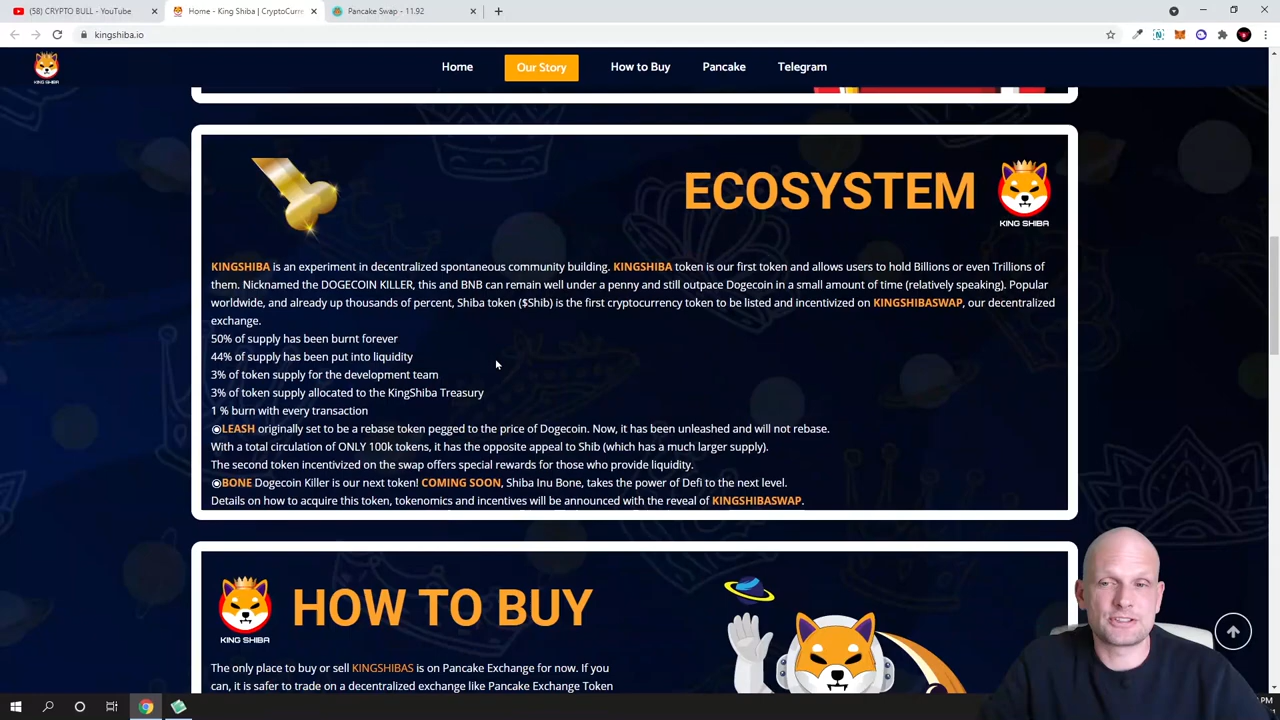 (58) CRYPTO BULL - YouTube
Home - King Shiba | CryptoCurre
Pancake Swap - 11.92
kingshiba.io
KING SHIBA
Home
Our Story
How to Buy
Pancake
Telegram
ECOSYSTEM
KING SHIBA
KINGSHIBA is an experiment in decentralized spontaneous community building. KINGSHIBA token is our first token and allows users to hold Billions or even Trillions of
them. Nicknamed the DOGECOIN KILLER, this and BNB can remain well under a penny and still outpace Dogecoin in a small amount of time (relatively speaking). Popular
worldwide, and already up thousands of percent, Shiba token ($Shib) is the first cryptocurrency token to be listed and incentivized on KINGSHIBASWAP, our decentralized
exchange.
50% of supply has been burnt forever
44% of supply has been put into liquidity
3% of token supply for the development team
3% of token supply allocated to the KingShiba Treasury
1 % burn with every transaction
◉LEASH originally set to be a rebase token pegged to the price of Dogecoin. Now, it has been unleashed and will not rebase.
With a total circulation of ONLY 100k tokens, it has the opposite appeal to Shib (which has a much larger supply).
The second token incentivized on the swap offers special rewards for those who provide liquidity.
◉BONE Dogecoin Killer is our next token! COMING SOON, Shiba Inu Bone, takes the power of Defi to the next level.
Details on how to acquire this token, tokenomics and incentives will be announced with the reveal of KINGSHIBASWAP.
KING SHIBA
HOW TO BUY
The only place to buy or sell KINGSHIBAS is on Pancake Exchange for now. If you
can, it is safer to trade on a decentralized exchange like Pancake Exchange Token